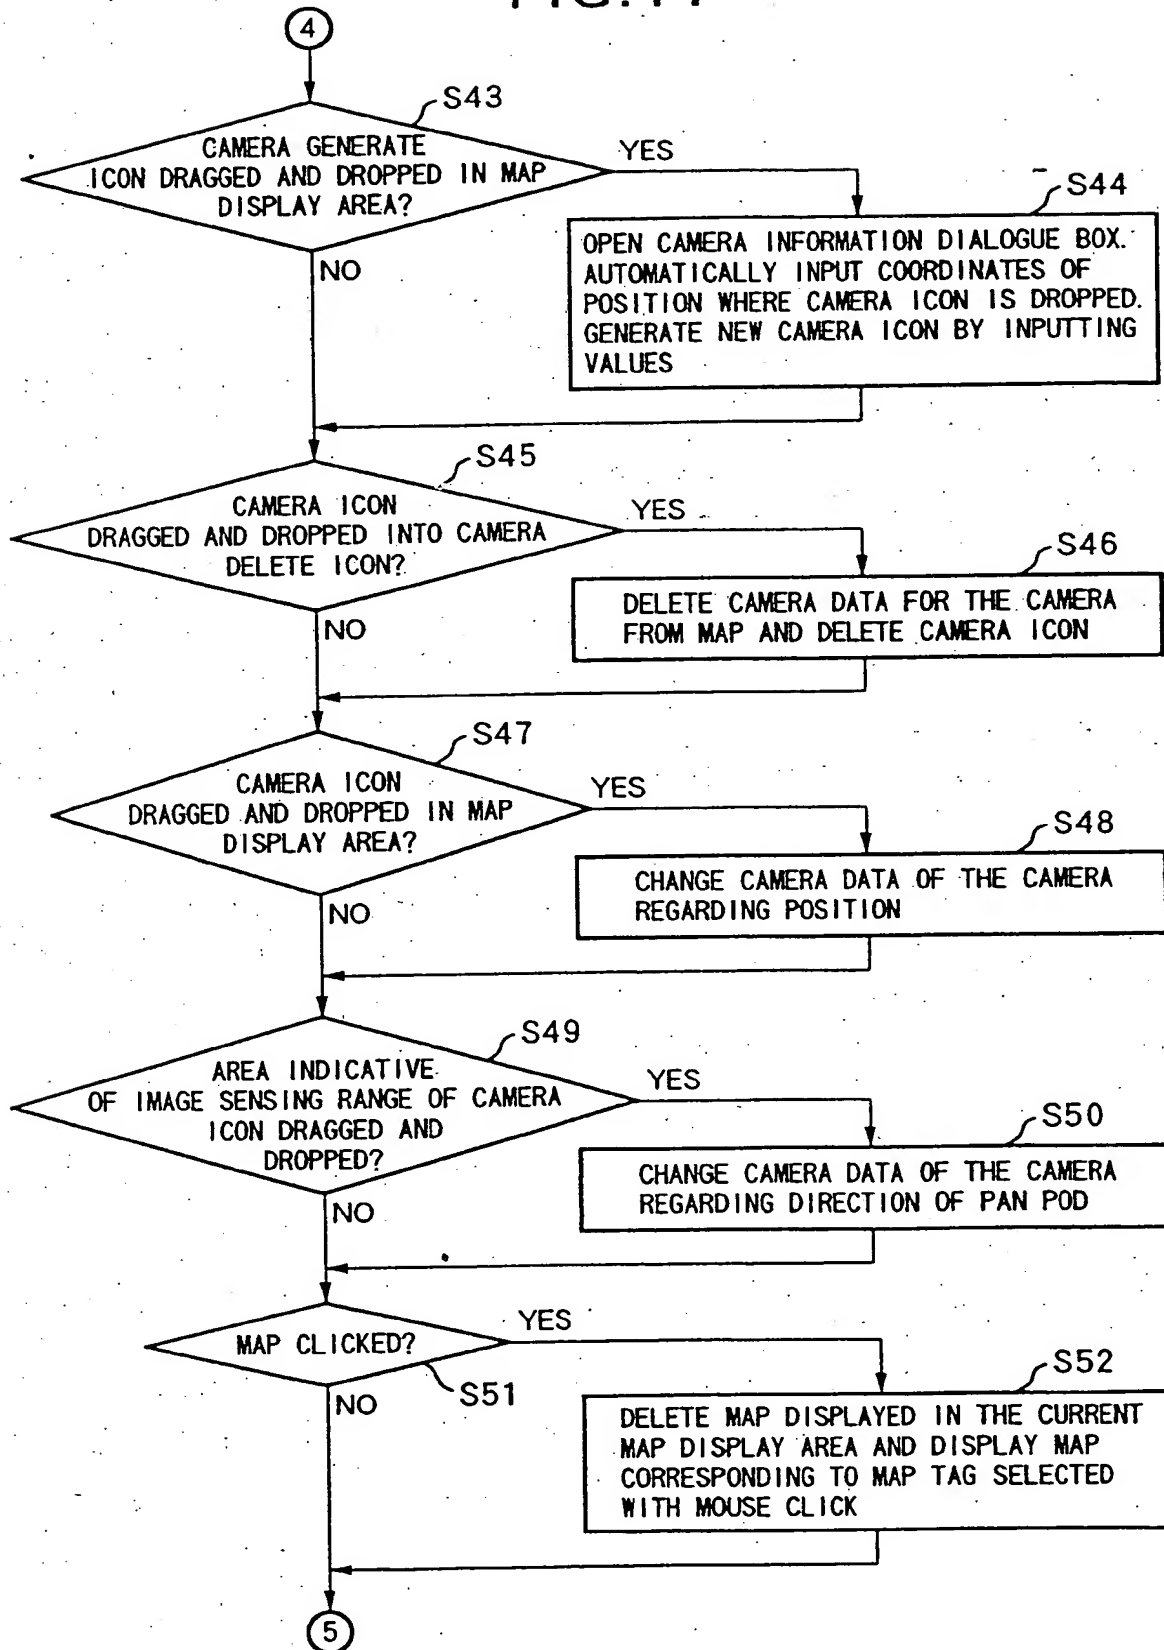 FIG.
4
S43
CAMERA GENERATE
ICON DRAGGED AND DROPPED IN MAP
DISPLAY AREA?
YES
NO
S44
OPEN CAMERA INFORMATION DIALOGUE BOX.
AUTOMATICALLY INPUT COORDINATES OF
POSITION WHERE CAMERA ICON IS DROPPED.
GENERATE NEW CAMERA ICON BY INPUTTING
VALUES
S45
CAMERA ICON
DRAGGED AND DROPPED INTO CAMERA
DELETE ICON?
YES
NO
S46
DELETE CAMERA DATA FOR THE CAMERA
FROM MAP AND DELETE CAMERA ICON
S47
CAMERA ICON
DRAGGED AND DROPPED IN MAP
DISPLAY AREA?
YES
NO
S48
CHANGE CAMERA DATA OF THE CAMERA
REGARDING POSITION
S49
AREA INDICATIVE
OF IMAGE SENSING RANGE OF CAMERA
ICON DRAGGED AND
DROPPED?
YES
NO
S50
CHANGE CAMERA DATA OF THE CAMERA
REGARDING DIRECTION OF PAN POD
MAP CLICKED?
YES
S51
NO
S52
DELETE MAP DISPLAYED IN THE CURRENT
MAP DISPLAY AREA AND DISPLAY MAP
CORRESPONDING TO MAP TAG SELECTED
WITH MOUSE CLICK
5